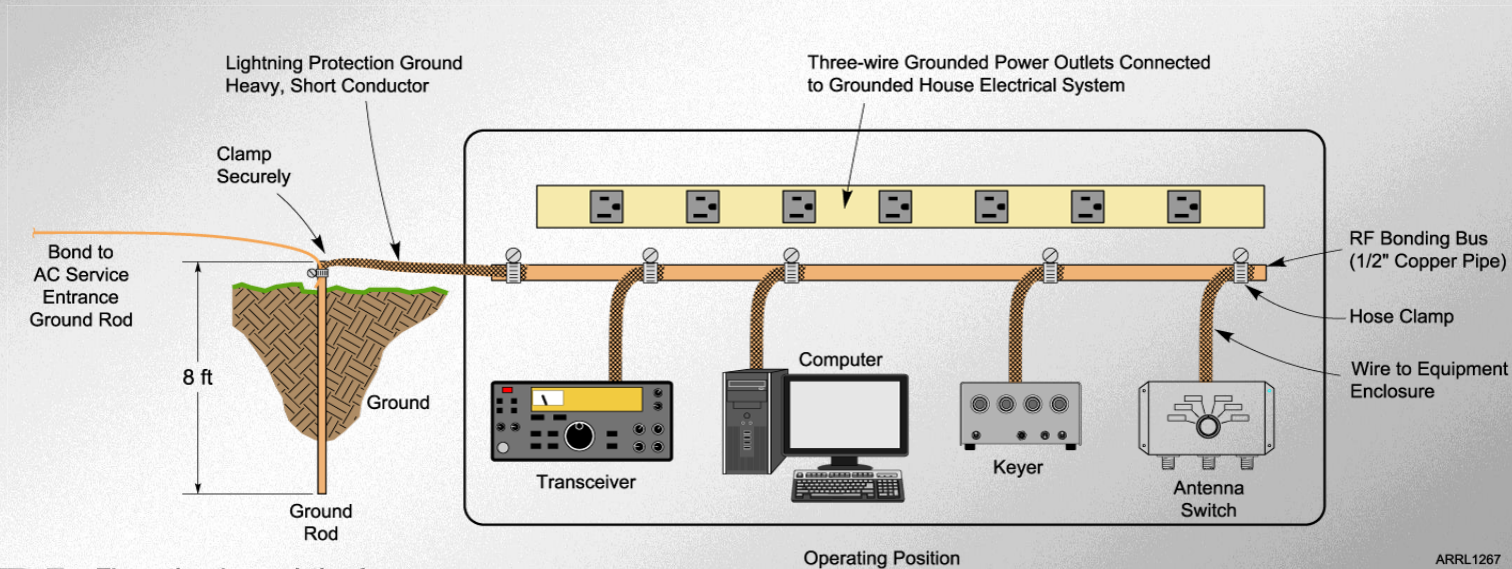 Lightning Protection Ground
Heavy, Short Conductor
Three-wire Grounded Power Outlets Connected
to Grounded House Electrical System
Clamp
Securely
Bond to
AC Service
Entrance
Ground Rod
RF Bonding Bus
(1/2" Copper Pipe)
Hose Clamp
Wire to Equipment
Enclosure
8 ft
Ground
Computer
Transceiver
Keyer
Antenna
Switch
Ground
Rod
Operating Position
ARRL1267